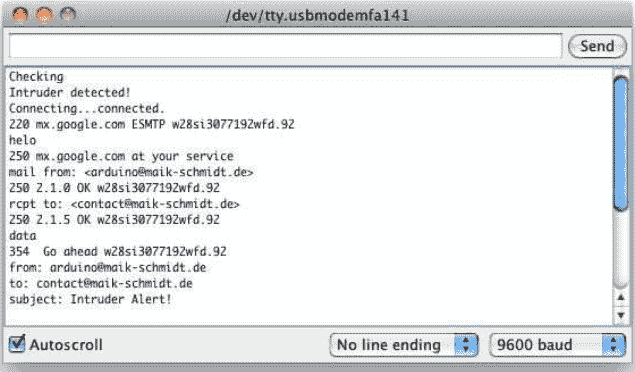 /dev/tty.usbmodemfa141
Send
Checking
Intruder detected!
Connecting...connected.
220 mx.google.com ESMTP w28si3077192wfd.92
helo
250 mx.google.com at your service
mail from: <arduino@maik-schmidt.de>
250 2.1.0 OK w28si3077192wfd.92
rcpt to: <contact@maik-schmidt.de>
250 2.1.5 OK w28si3077192wfd.92
data
354  Go ahead w28si3077192wfd.92
from: arduino@maik-schmidt.de
to: contact@maik-schmidt.de
subject: Intruder Alert!
Autoscroll
No line ending
9600 baud